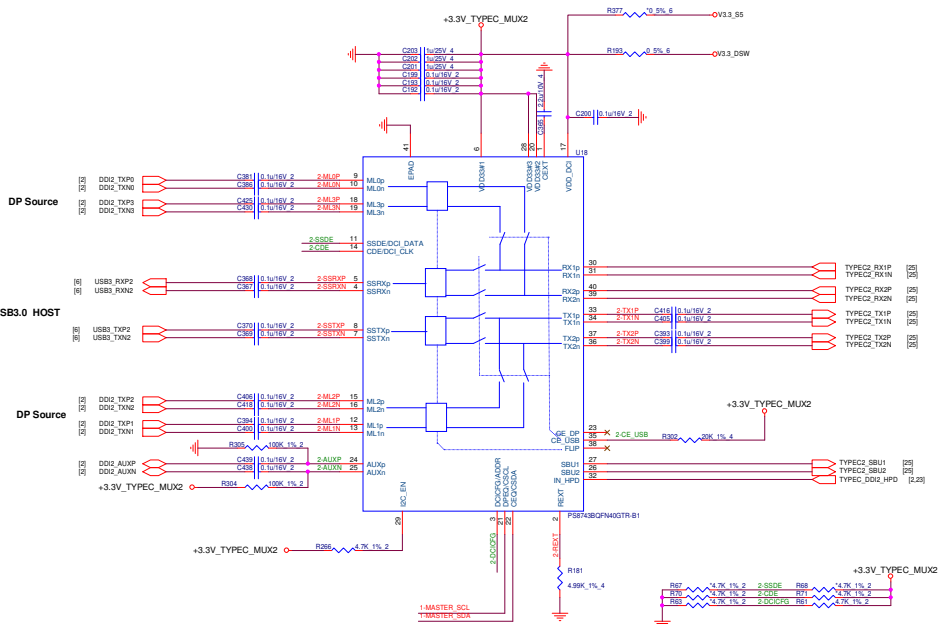 R377 *0_5%_6 V3.3_S5
+3.3V_TYPEC_MUX2
R193 0_5%_6 V3.3_DSW
C203 1u/25V_4
C202 1u/25V_4
C201 1u/25V_4
C199 0.1u/16V_2
C193 0.1u/16V_2
C192 0.1u/16V_2
2.2u/10V_4
C365
C200 0.1u/16V_2
41 6 28 20 1 17
U18
EPAD VDD33#1 VDD33#3 VDD33#2 CEXT VDD_DCI
DP Source
[2] DDI2_TXP0 C381 0.1u/16V_2 2-ML0P 9 ML0p
[2] DDI2_TXN0 C386 0.1u/16V_2 2-ML0N 10 ML0n
[2] DDI2_TXP3 C425 0.1u/16V_2 2-ML3P 18 ML3p
[2] DDI2_TXN3 C430 0.1u/16V_2 2-ML3N 19 ML3n
2-SSDE 11 SSDE/DCI_DATA
2-CDE 14 CDE/DCI_CLK
[6] USB3_RXP2 C368 0.1u/16V_2 2-SSRXP 5 SSRXp
[6] USB3_RXN2 C367 0.1u/16V_2 2-SSRXN 4 SSRXn
SB3.0 HOST
[6] USB3_TXP2 C370 0.1u/16V_2 2-SSTXP 8 SSTXp
[6] USB3_TXN2 C369 0.1u/16V_2 2-SSTXN 7 SSTXn
DP Source
[2] DDI2_TXP2 C406 0.1u/16V_2 2-ML2P 15 ML2p
[2] DDI2_TXN2 C418 0.1u/16V_2 2-ML2N 16 ML2n
[2] DDI2_TXP1 C394 0.1u/16V_2 2-ML1P 12 ML1p
[2] DDI2_TXN1 C400 0.1u/16V_2 2-ML1N 13 ML1n
R305 100K_1%_2
[2] DDI2_AUXP C439 0.1u/16V_2 2-AUXP 24 AUXp
[2] DDI2_AUXN C438 0.1u/16V_2 2-AUXN 25 AUXn
+3.3V_TYPEC_MUX2 R304 100K_1%_2
RX1p 30 TYPEC2_RX1P [25]
RX1n 31 TYPEC2_RX1N [25]
RX2p 40 TYPEC2_RX2P [25]
RX2n 39 TYPEC2_RX2N [25]
TX1p 33 2-TX1P C416 0.1u/16V_2 TYPEC2_TX1P [25]
TX1n 34 2-TX1N C405 0.1u/16V_2 TYPEC2_TX1N [25]
TX2p 37 2-TX2P C393 0.1u/16V_2 TYPEC2_TX2P [25]
TX2n 36 2-TX2N C399 0.1u/16V_2 TYPEC2_TX2N [25]
+3.3V_TYPEC_MUX2
CE_DP 23
CE_USB 35 2-CE_USB R302 20K_1%_4
FLIP 38
SBU1 27 TYPEC2_SBU1 [25]
SBU2 26 TYPEC2_SBU2 [25]
IN_HPD 32 TYPEC_DDI2_HPD [2,23]
I2C_EN DCICFG/ADDR DPEQ/CSCL CEQ/CSDA REXT
PS8743BQFN40GTR-B1
29 3 21 22 2
+3.3V_TYPEC_MUX2 R266 4.7K_1%_2
2-DCICFG
2-REXT
R181
4.99K_1%_4
1-MASTER_SCL
1-MASTER_SDA
+3.3V_TYPEC_MUX2
R67 *4.7K_1%_2 2-SSDE R68 *4.7K_1%_2
R70 *4.7K_1%_2 2-CDE R71 *4.7K_1%_2
R63 *4.7K_1%_2 2-DCICFG R61 4.7K_1%_2